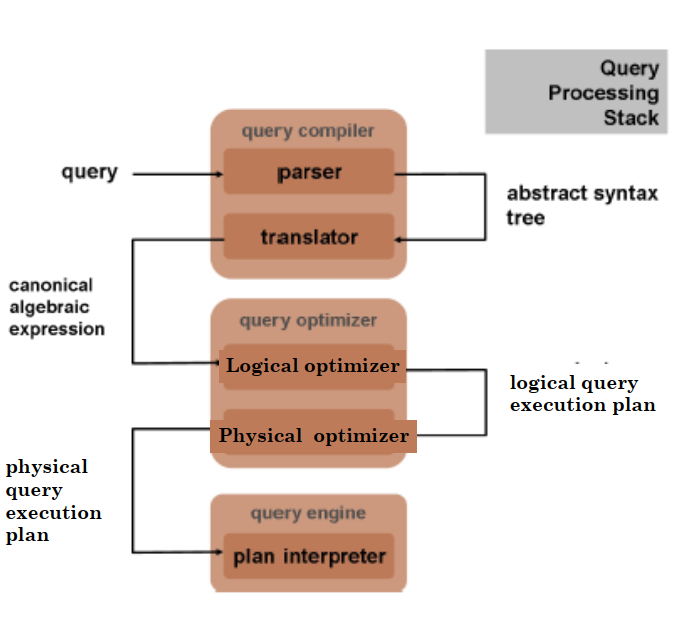 Query
Processing
Stack
query compiler
query
parser
abstract syntax
tree
translator
canonical
algebraic
expression
query optimizer
Logical optimizer
logical query
execution plan
Physical optimizer
physical
query
execution
plan
query engine
plan interpreter